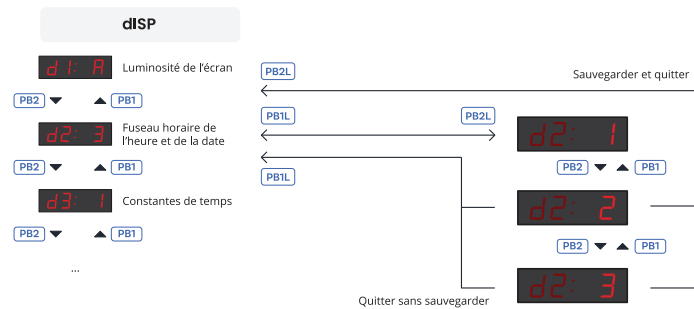 dISP
d1: A
Luminosité de l'écran
PB2L
Sauvegarder et quitter
PB2
PB1
PB1L
PB2L
d2: 3
Fuseau horaire de
l'heure et de la date
d2: 1
PB2
PB1
PB1L
PB2
PB1
d3: 1
Constantes de temps
d2: 2
PB2
PB1
PB2
PB1
...
d2: 3
Quitter sans sauvegarder